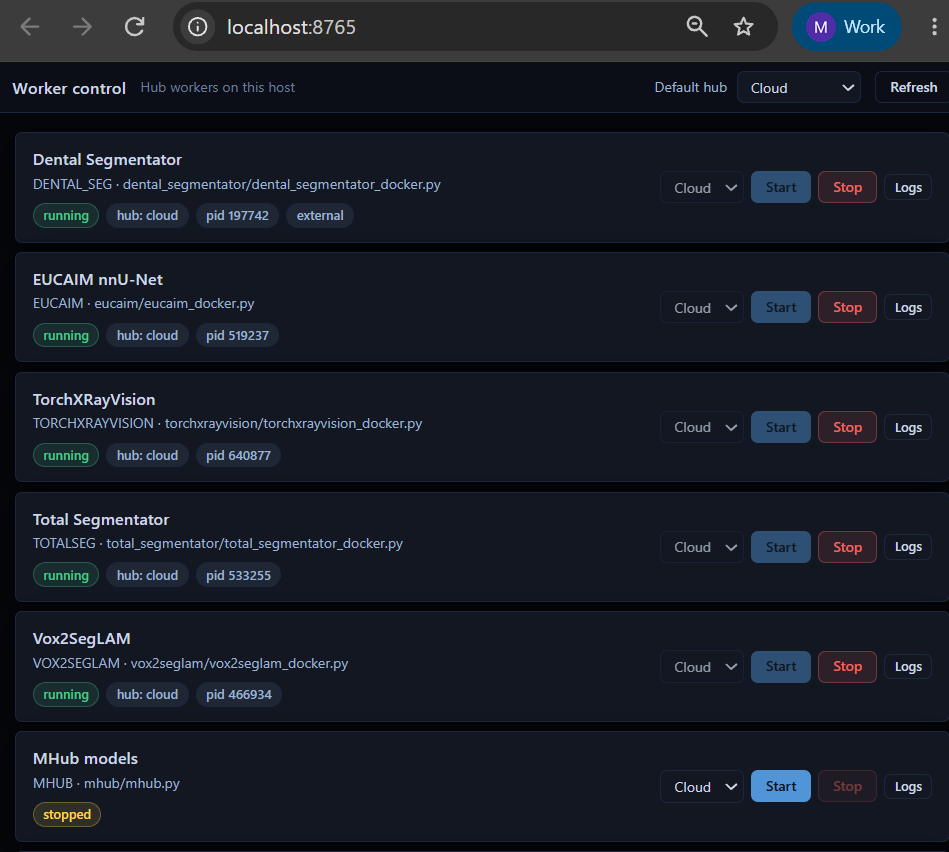 localhost:8765
M Work
Worker control Hub workers on this host Default hub Cloud Refresh
Dental Segmentator
DENTAL_SEG · dental_segmentator/dental_segmentator_docker.py
Cloud Start Stop Logs
running hub: cloud pid 197742 external
EUCAIM nnU-Net
EUCAIM · eucaim/eucaim_docker.py
Cloud Start Stop Logs
running hub: cloud pid 519237
TorchXRayVision
TORCHXRAYVISION · torchxrayvision/torchxrayvision_docker.py
Cloud Start Stop Logs
running hub: cloud pid 640877
Total Segmentator
TOTALSEG · total_segmentator/total_segmentator_docker.py
Cloud Start Stop Logs
running hub: cloud pid 533255
Vox2SegLAM
VOX2SEGLAM · vox2seglam/vox2seglam_docker.py
Cloud Start Stop Logs
running hub: cloud pid 466934
MHub models
MHUB · mhub/mhub.py
Cloud Start Stop Logs
stopped